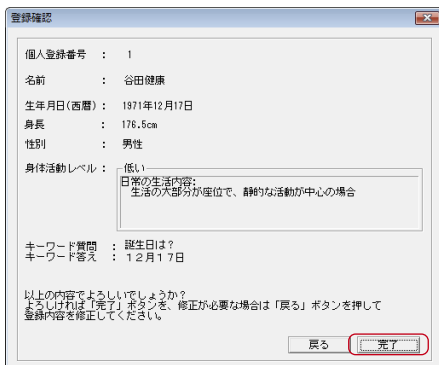 登録確認
個人登録番号 : 1
名前 : 谷田健康
生年月日(西暦) : 1971年12月17日
身長 : 176.5cm
性別 : 男性
身体活動レベル : 低い
日常の生活内容:
生活の大部分が座位で、静的な活動が中心の場合
キーワード質問 : 誕生日は?
キーワード答え : 12月17日
以上の内容でよろしいでしょうか?
よろしければ「完了」ボタンを、修正が必要な場合は「戻る」ボタンを押して
登録内容を修正してください。
戻る 完了